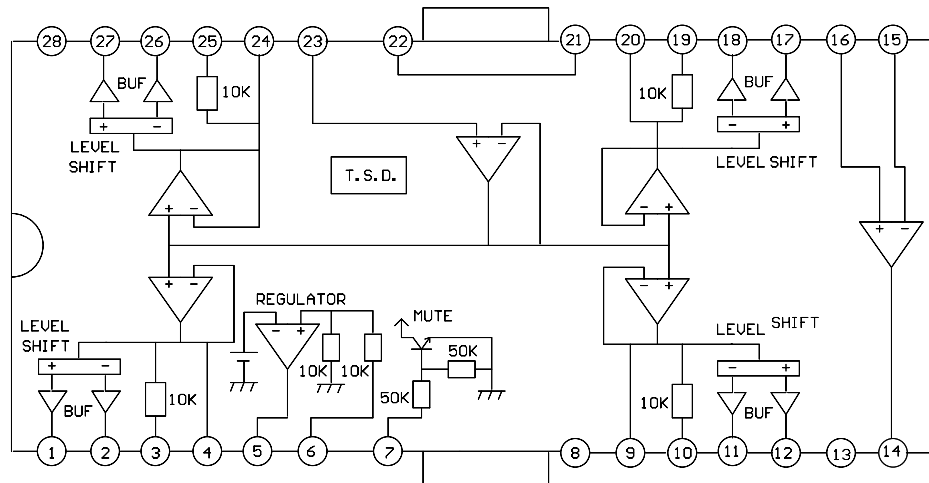 28 27 26 25 24 23 22 21 20 19 18 17 16 15
BUF
10K
10K
BUF
+ -
- +
LEVEL
SHIFT
LEVEL SHIFT
+ -
T.S.D.
+ -
- +
+ -
+ -
- +
REGULATOR
LEVEL
SHIFT
MUTE
LEVEL SHIFT
- +
50K
+ -
10K 10K
- +
10K
50K
10K
BUF
BUF
1 2 3 4 5 6 7 8 9 10 11 12 13 14